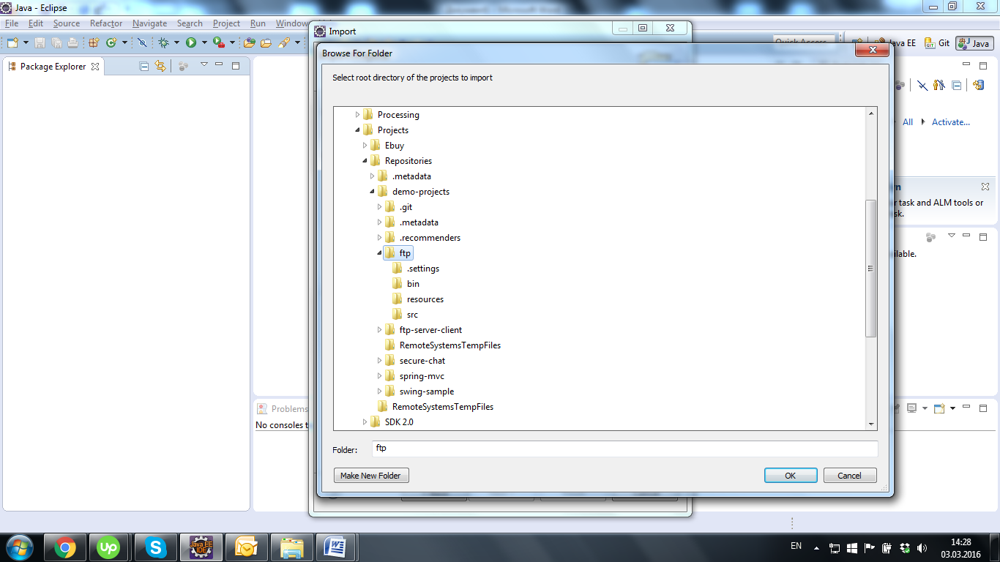 Java - Eclipse
File Edit Source Refactor Navigate Search Project Run Window
Import
Quick Access
Java EE
Git
Java
Package Explorer
Browse For Folder
Select root directory of the projects to import
Processing
Projects
Ebuy
Repositories
.metadata
demo-projects
.git
.metadata
.recommenders
ftp
.settings
bin
resources
src
ftp-server-client
RemoteSystemsTempFiles
secure-chat
spring-mvc
swing-sample
RemoteSystemsTempFiles
SDK 2.0
Folder: ftp
Make New Folder
OK
Cancel
All
Activate...
task and ALM tools or
Problems
No consoles
up
S
Java EE
IDE
W
EN
14:28
03.03.2016